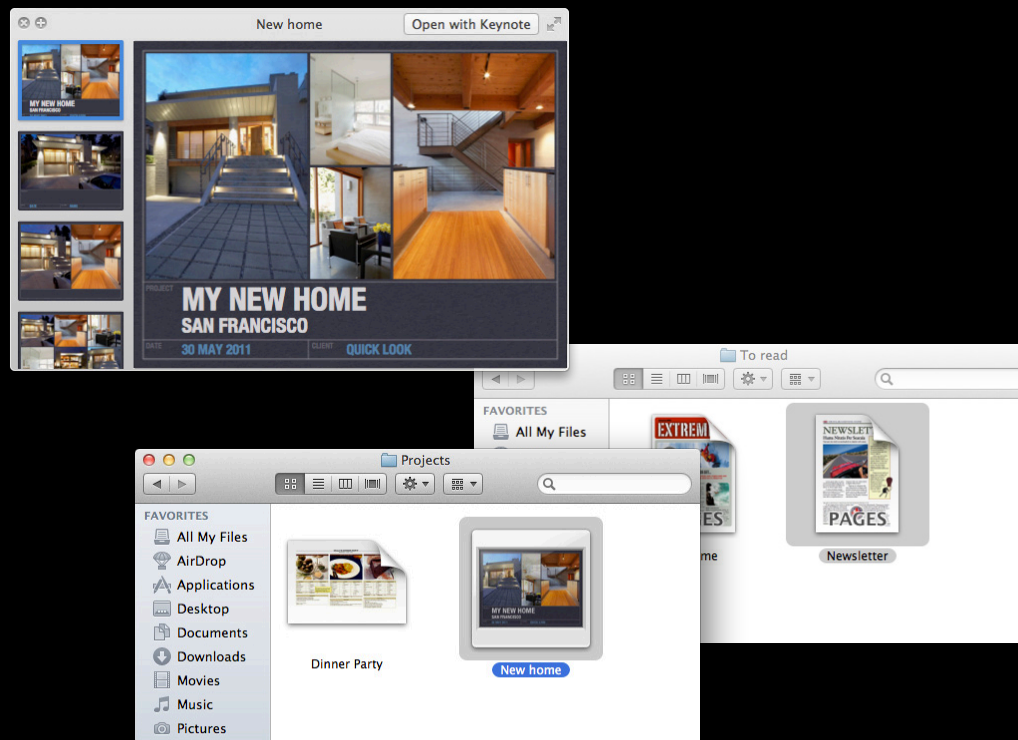 New home
Open with Keynote
MY NEW HOME
SAN FRANCISCO
PROJECT
MY NEW HOME
SAN FRANCISCO
DATE
30 MAY 2011
CLIENT
QUICK LOOK
To read
FAVORITES
All My Files
EXTREM
ES
me
NEWSLET
PAGES
Newsletter
Projects
FAVORITES
All My Files
AirDrop
Applications
Desktop
Documents
Downloads
Movies
Music
Pictures
Dinner Party
MY NEW HOME
SAN FRANCISCO
New home